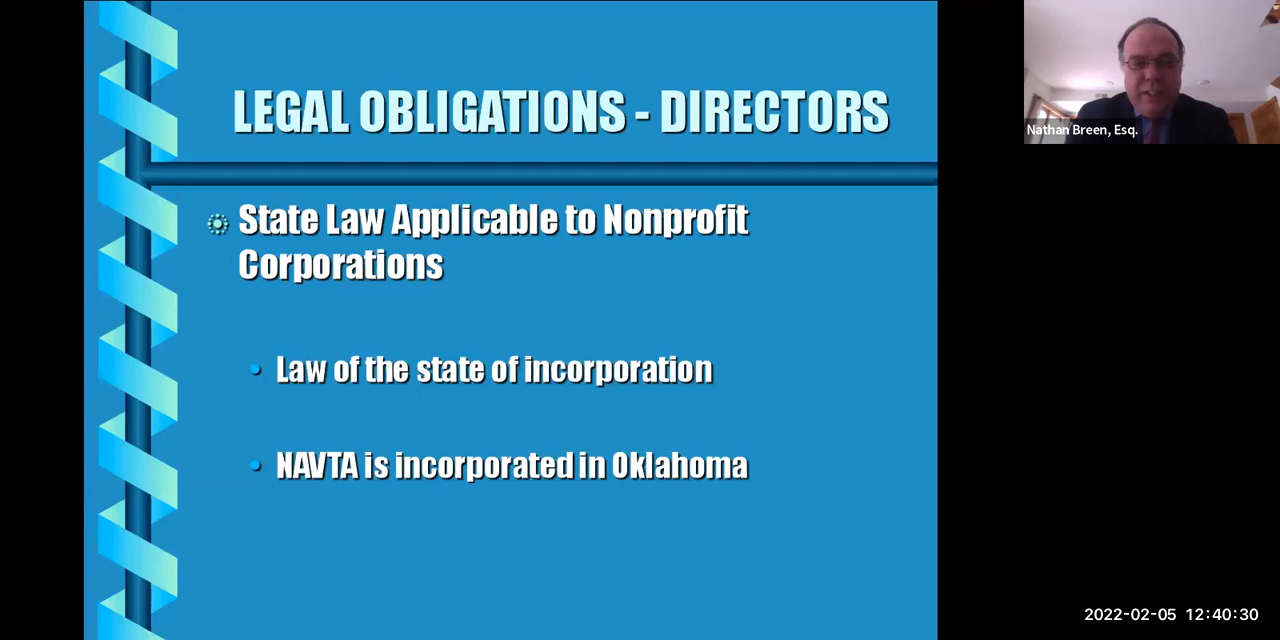 LEGAL OBLIGATIONS - DIRECTORS
State Law Applicable to Nonprofit
Corporations
Law of the state of incorporation
NAVTA is incorporated in Oklahoma
Nathan Breen, Esq.
2022-02-05 12:40:30